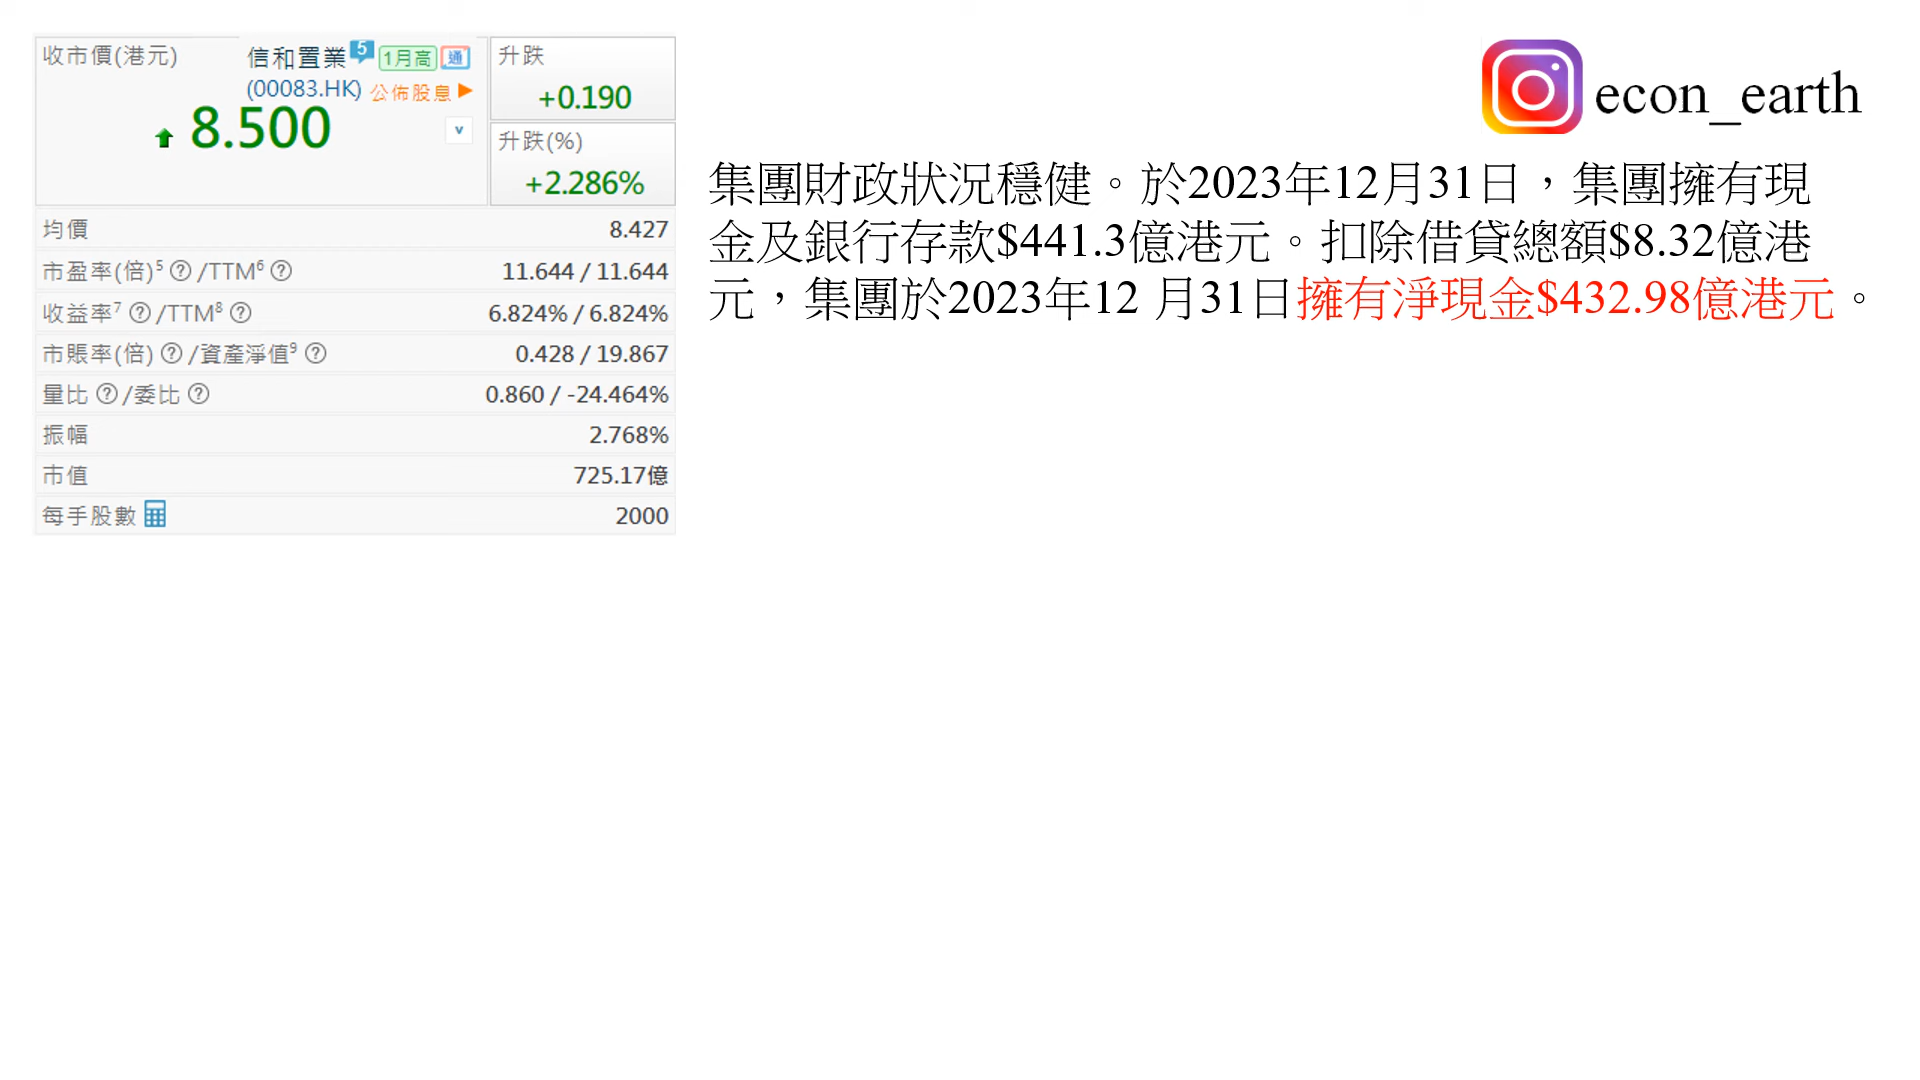 收市價(港元)
信和置業 5 1月高 通
(00083.HK) 公佈股息
8.500
升跌
+0.190
升跌(%)
+2.286%
均價 8.427
市盈率(倍)5 ? /TTM6 ? 11.644 / 11.644
收益率7 ? /TTM8 ? 6.824% / 6.824%
市賬率(倍) ? /資產淨值9 ? 0.428 / 19.867
量比 ? /委比 ? 0.860 / -24.464%
振幅 2.768%
市值 725.17億
每手股數 2000
econ_earth
集團財政狀況穩健。於2023年12月31日，集團擁有現
金及銀行存款$441.3億港元。扣除借貸總額$8.32億港
元，集團於2023年12 月31日擁有淨現金$432.98億港元。